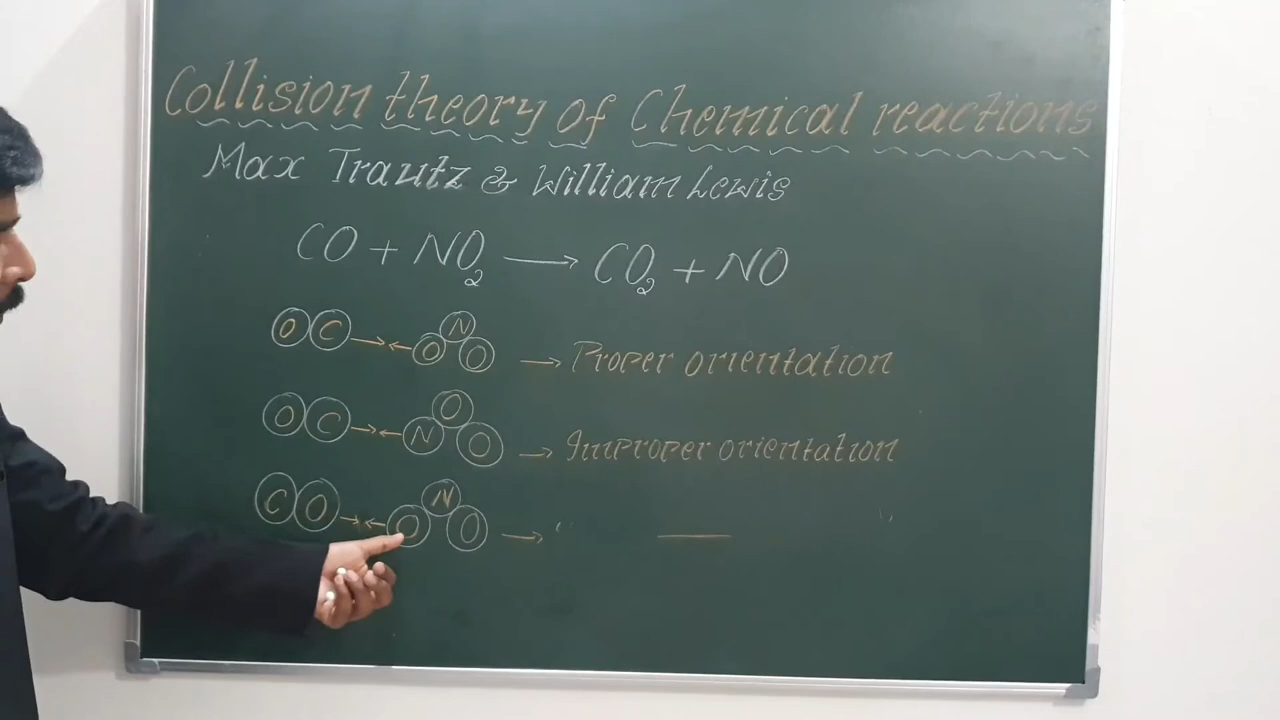 Collision theory of Chemical reactions
Max Trautz & William Lewis
CO + NO₂ ⟶ CO₂ + NO
O C →← O N O → Proper orientation
O C →← N O O → Improper orientation
C O →← O N O → " — "